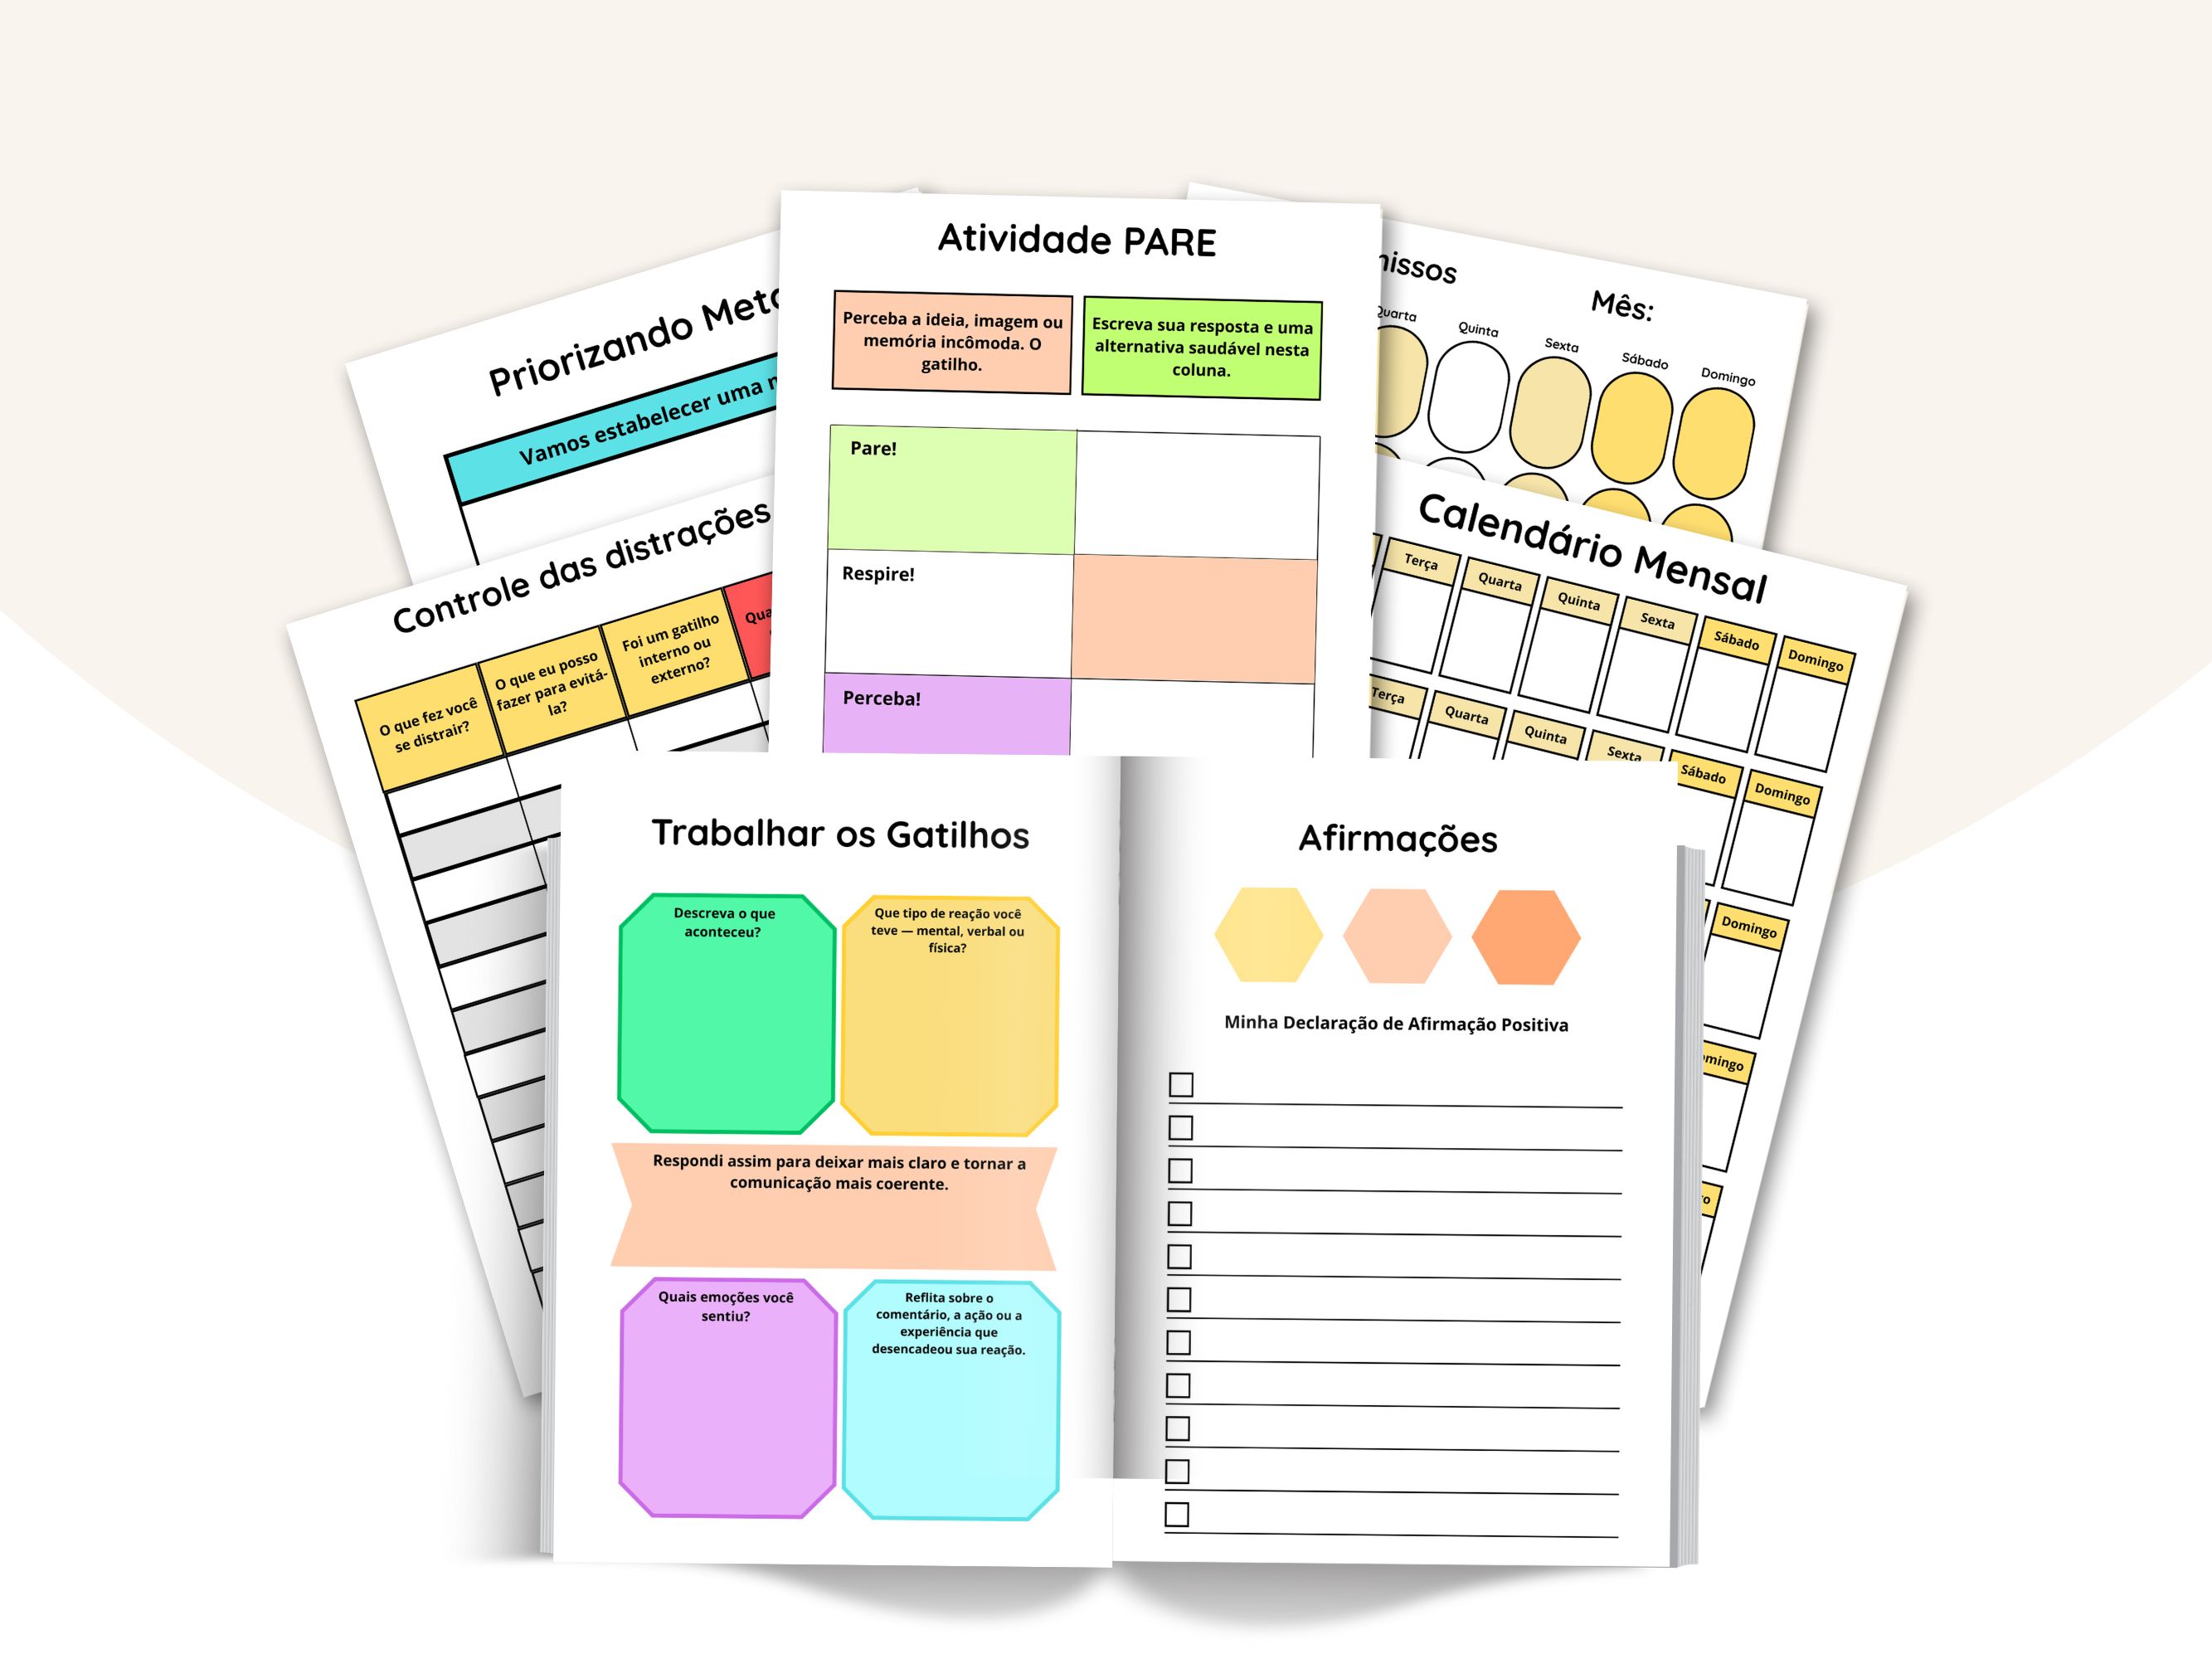 Atividade PARE
Perceba a ideia, imagem ou
memória incômoda. O
gatilho.
Escreva sua resposta e uma
alternativa saudável nesta
coluna.
Pare!
Respire!
Perceba!
Priorizando
Vamos estabelecer uma
Controle das distrações
O que fez você
se distrair?
O que eu posso
fazer para evitá-
la?
Foi um gatilho
interno ou
externo?
Mês:
Quarta
Quinta
Sexta
Sábado
Domingo
Calendário Mensal
Terça
Quarta
Quinta
Sexta
Sábado
Domingo
Terça
Quarta
Quinta
Sexta
Sábado
Domingo
Domingo
Trabalhar os Gatilhos
Descreva o que
aconteceu?
Que tipo de reação você
teve — mental, verbal ou
física?
Respondi assim para deixar mais claro e tornar a
comunicação mais coerente.
Quais emoções você
sentiu?
Reflita sobre o
comentário, a ação ou a
experiência que
desencadeou sua reação.
Afirmações
Minha Declaração de Afirmação Positiva